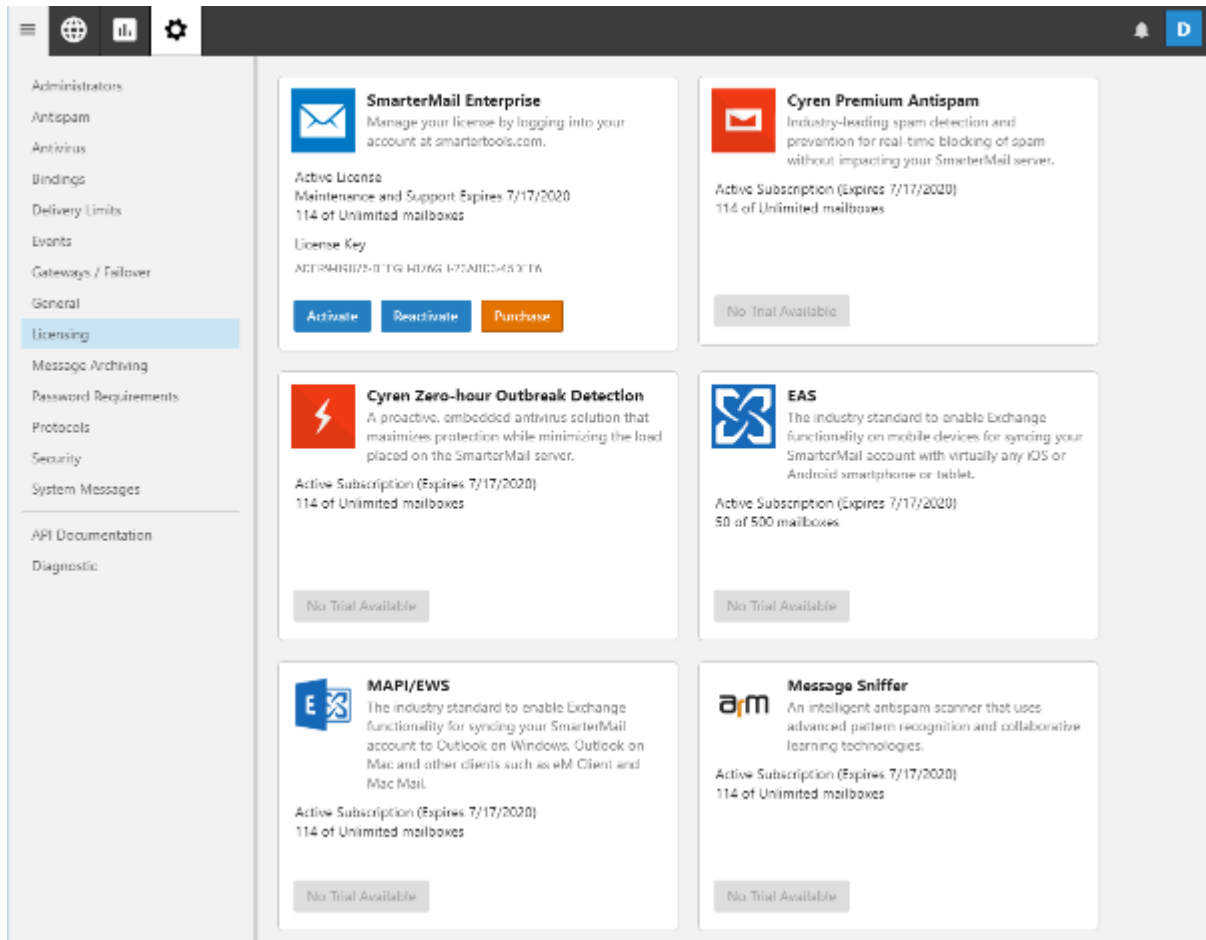 D
Administrators
Antispam
Antivirus
Bindings
Delivery Limits
Events
Gateways / Failover
General
Licensing
Message Archiving
Password Requirements
Protocols
Security
System Messages
API Documentation
Diagnostic
SmarterMail Enterprise
Manage your license by logging into your
account at smartertools.com.
Active License
Maintenance and Support Expires 7/17/2020
114 of Unlimited mailboxes
License Key
Activate
Reactivate
Purchase
Cyren Premium Antispam
Industry-leading spam detection and
prevention for real-time blocking of spam
without impacting your SmarterMail server.
Active Subscription (Expires 7/17/2020)
114 of Unlimited mailboxes
No Trial Available
Cyren Zero-hour Outbreak Detection
A proactive, embedded antivirus solution that
maximizes protection while minimizing the load
placed on the SmarterMail server.
Active Subscription (Expires 7/17/2020)
114 of Unlimited mailboxes
No Trial Available
EAS
The industry standard to enable Exchange
functionality on mobile devices for syncing your
SmarterMail account with virtually any iOS or
Android smartphone or tablet.
Active Subscription (Expires 7/17/2020)
50 of 500 mailboxes
No Trial Available
E
MAPI/EWS
The industry standard to enable Exchange
functionality for syncing your SmarterMail
account to Outlook on Windows, Outlook on
Mac and other clients such as eM Client and
Mac Mail.
Active Subscription (Expires 7/17/2020)
114 of Unlimited mailboxes
No Trial Available
arm
Message Sniffer
An intelligent antispam scanner that uses
advanced pattern recognition and collaborative
learning technologies.
Active Subscription (Expires 7/17/2020)
114 of Unlimited mailboxes
No Trial Available